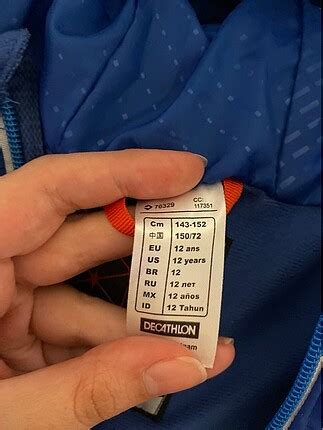 76329 CC: 117351
Cm 143-152
中国 150/72
EU 12 ans
US 12 years
BR 12
RU 12 лет
MX 12 años
ID 12 Tahun
DECATHLON